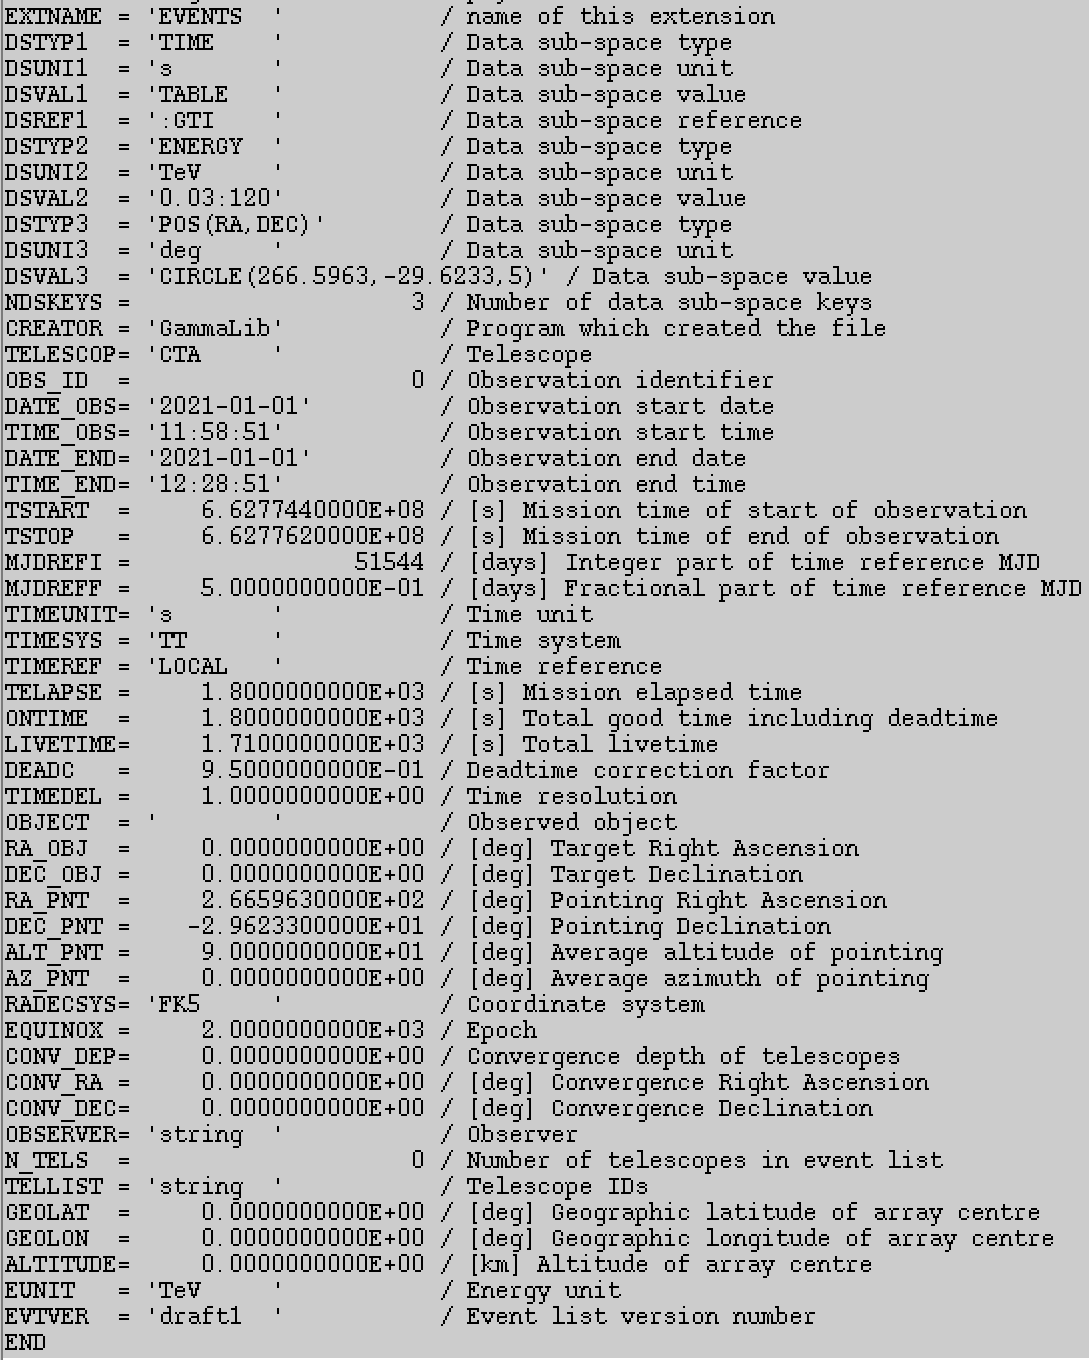 EXTNAME = 'EVENTS  '           / name of this extension
DSTYP1  = 'TIME    '           / Data sub-space type
DSUNI1  = 's       '           / Data sub-space unit
DSVAL1  = 'TABLE   '           / Data sub-space value
DSREF1  = ':GTI    '           / Data sub-space reference
DSTYP2  = 'ENERGY  '           / Data sub-space type
DSUNI2  = 'TeV     '           / Data sub-space unit
DSVAL2  = '0.03:120'           / Data sub-space value
DSTYP3  = 'POS(RA,DEC)'        / Data sub-space type
DSUNI3  = 'deg     '           / Data sub-space unit
DSVAL3  = 'CIRCLE(266.5963,-29.6233,5)' / Data sub-space value
NDSKEYS =                    3 / Number of data sub-space keys
CREATOR = 'GammaLib'           / Program which created the file
TELESCOP= 'CTA     '           / Telescope
OBS_ID  =                    0 / Observation identifier
DATE_OBS= '2021-01-01'         / Observation start date
TIME_OBS= '11:58:51'           / Observation start time
DATE_END= '2021-01-01'         / Observation end date
TIME_END= '12:28:51'           / Observation end time
TSTART  =     6.6277440000E+08 / [s] Mission time of start of observation
TSTOP   =     6.6277620000E+08 / [s] Mission time of end of observation
MJDREFI =                51544 / [days] Integer part of time reference MJD
MJDREFF =     5.0000000000E-01 / [days] Fractional part of time reference MJD
TIMEUNIT= 's       '           / Time unit
TIMESYS = 'TT      '           / Time system
TIMEREF = 'LOCAL   '           / Time reference
TELAPSE =     1.8000000000E+03 / [s] Mission elapsed time
ONTIME  =     1.8000000000E+03 / [s] Total good time including deadtime
LIVETIME=     1.7100000000E+03 / [s] Total livetime
DEADC   =     9.5000000000E-01 / Deadtime correction factor
TIMEDEL =     1.0000000000E+00 / Time resolution
OBJECT  = '        '           / Observed object
RA_OBJ  =     0.0000000000E+00 / [deg] Target Right Ascension
DEC_OBJ =     0.0000000000E+00 / [deg] Target Declination
RA_PNT  =     2.6659630000E+02 / [deg] Pointing Right Ascension
DEC_PNT =    -2.9623300000E+01 / [deg] Pointing Declination
ALT_PNT =     9.0000000000E+01 / [deg] Average altitude of pointing
AZ_PNT  =     0.0000000000E+00 / [deg] Average azimuth of pointing
RADECSYS= 'FK5     '           / Coordinate system
EQUINOX =     2.0000000000E+03 / Epoch
CONV_DEP=     0.0000000000E+00 / Convergence depth of telescopes
CONV_RA =     0.0000000000E+00 / [deg] Convergence Right Ascension
CONV_DEC=     0.0000000000E+00 / [deg] Convergence Declination
OBSERVER= 'string  '           / Observer
N_TELS  =                    0 / Number of telescopes in event list
TELLIST = 'string  '           / Telescope IDs
GEOLAT  =     0.0000000000E+00 / [deg] Geographic latitude of array centre
GEOLON  =     0.0000000000E+00 / [deg] Geographic longitude of array centre
ALTITUDE=     0.0000000000E+00 / [km] Altitude of array centre
EUNIT   = 'TeV     '           / Energy unit
EVTVER  = 'draft1  '           / Event list version number
END